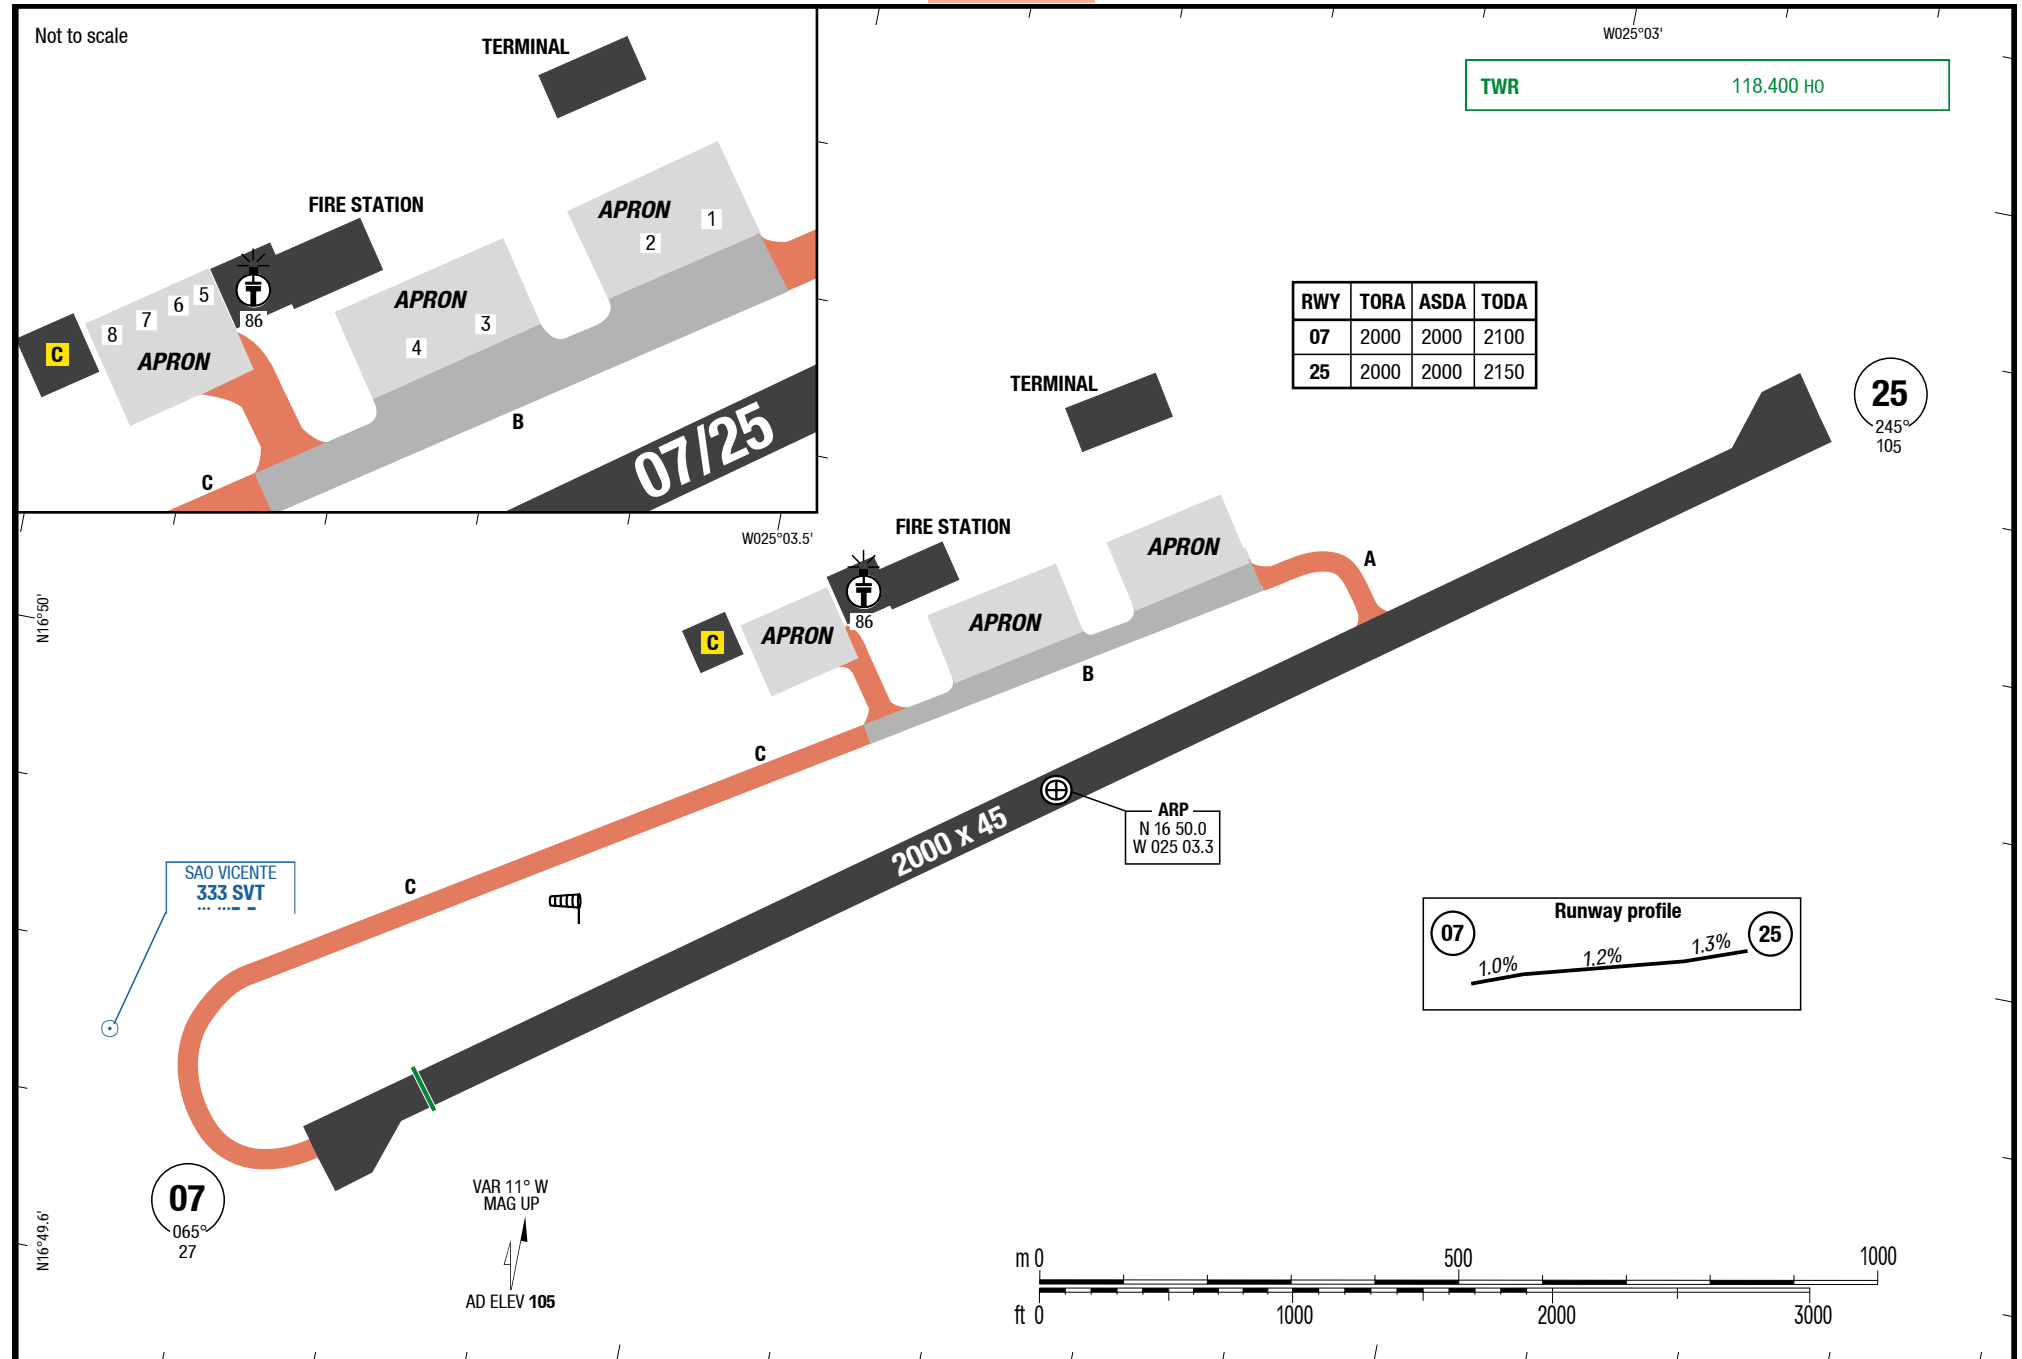 Not to scale
TERMINAL
FIRE STATION
APRON
1
2
APRON
3
4
5
6
7
8
APRON
86
C
B
C
07/25
W025°03'
TWR 118.400 HO
RWY TORA ASDA TODA
07 2000 2000 2100
25 2000 2000 2150
25
245°
105
TERMINAL
W025°03.5'
FIRE STATION
APRON
A
APRON
APRON
86
C
B
C
N16°50'
ARP
N 16 50.0
W 025 03.3
2000 x 45
C
SAO VICENTE
333 SVT
Runway profile
07
25
1.0%
1.2%
1.3%
07
065°
27
N16°49.6'
VAR 11° W
MAG UP
AD ELEV 105
m 0 500 1000
ft 0 1000 2000 3000